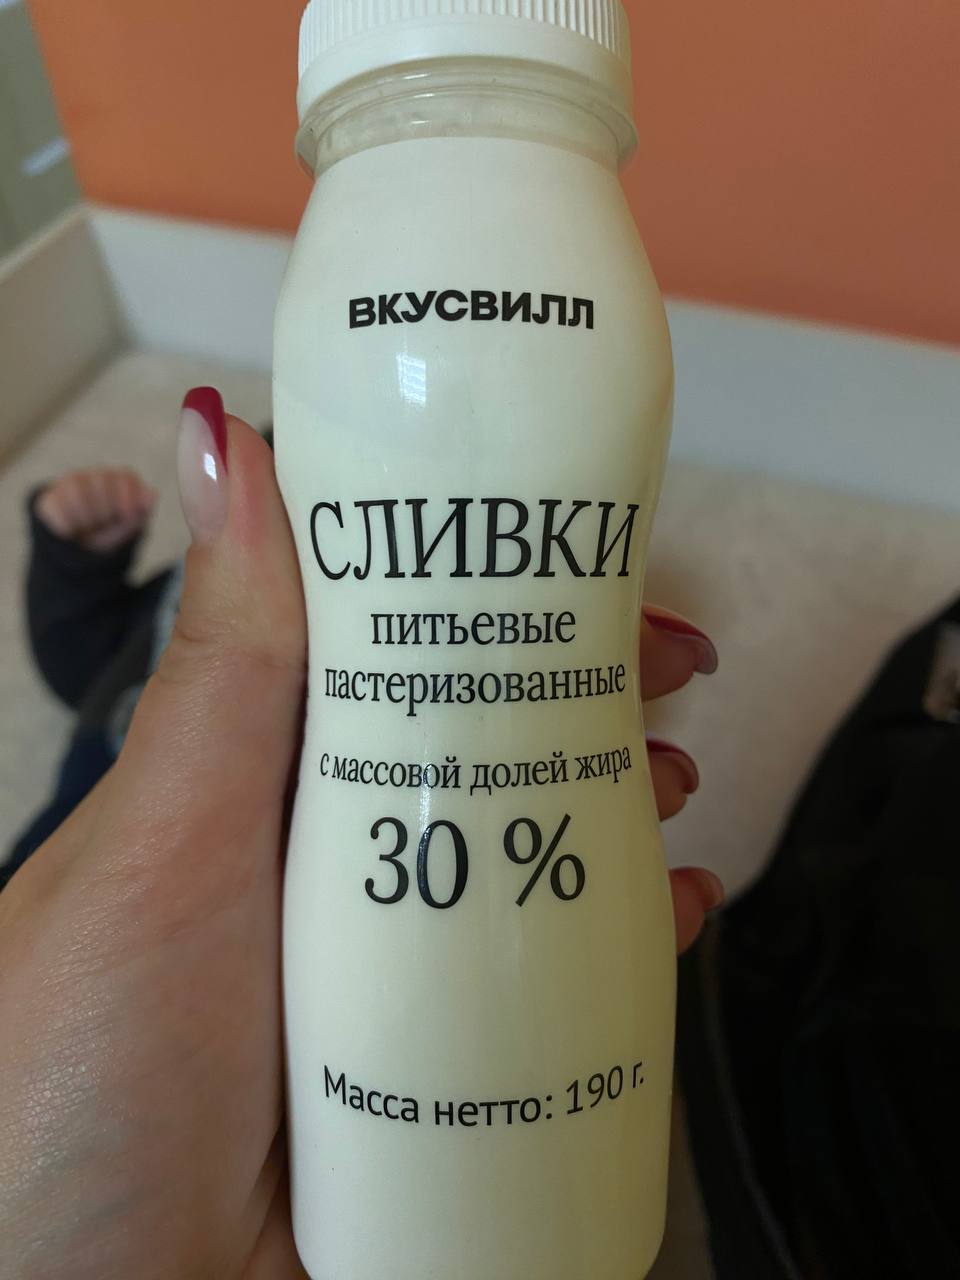 ВКУСВИЛЛ
СЛИВКИ
питьевые
пастеризованные
с массовой долей жира
30 %
Масса нетто: 190 г.